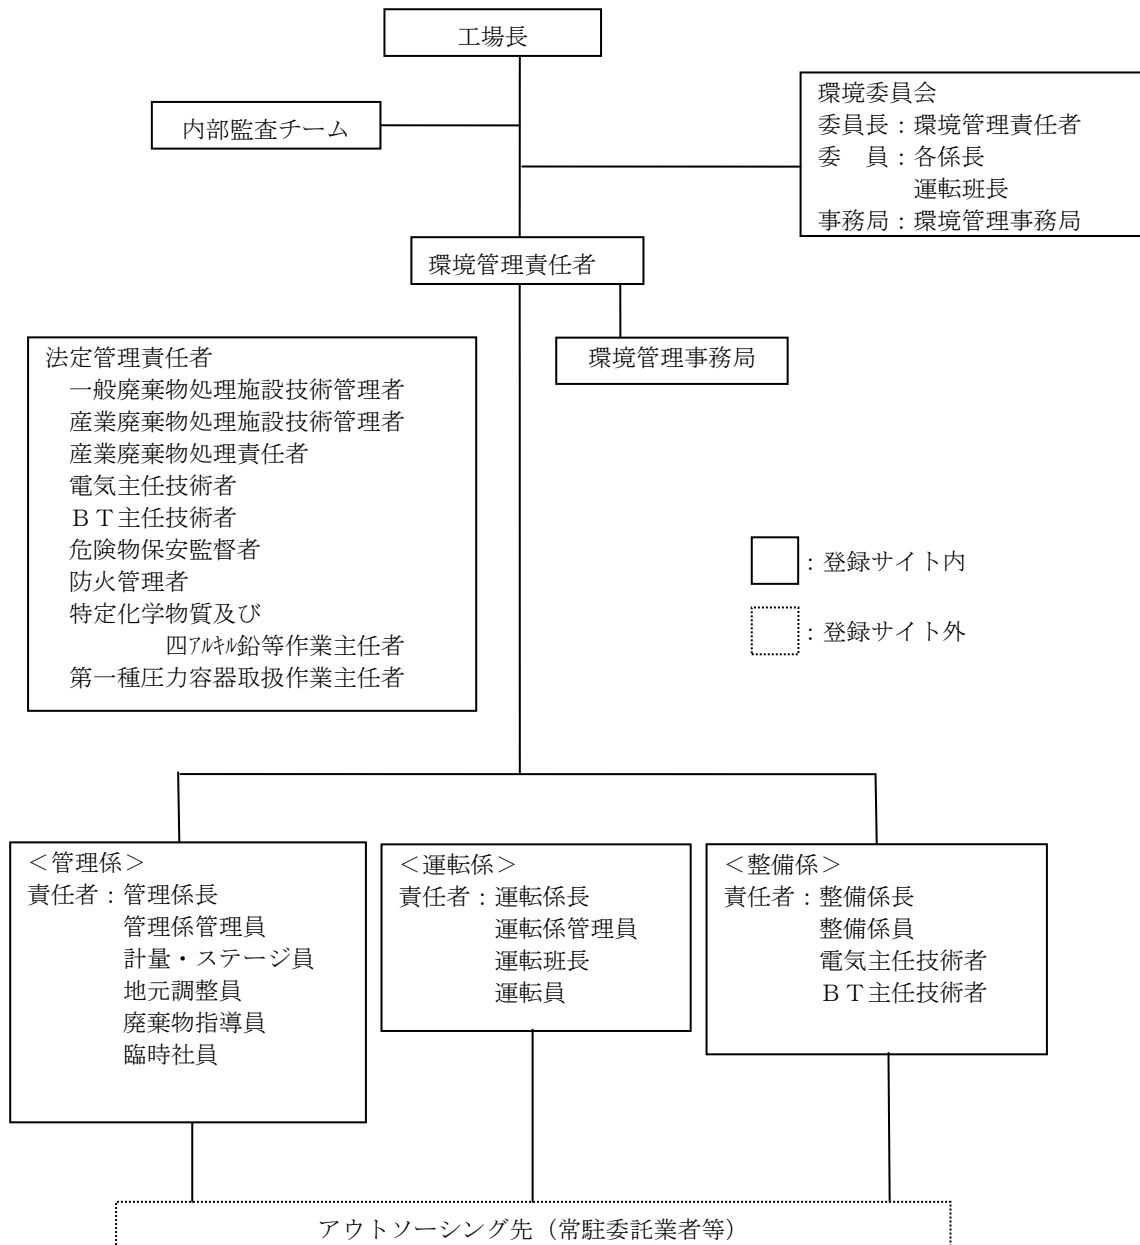 工場長
内部監査チーム
環境委員会
委員長：環境管理責任者
委　員：各係長
運転班長
事務局：環境管理事務局
環境管理責任者
環境管理事務局
法定管理責任者
一般廃棄物処理施設技術管理者
産業廃棄物処理施設技術管理者
産業廃棄物処理責任者
電気主任技術者
ＢＴ主任技術者
危険物保安監督者
防火管理者
特定化学物質及び
四ｱﾙｷﾙ鉛等作業主任者
第一種圧力容器取扱作業主任者
：登録サイト内
：登録サイト外
＜管理係＞
責任者：管理係長
管理係管理員
計量・ステージ員
地元調整員
廃棄物指導員
臨時社員
＜運転係＞
責任者：運転係長
運転係管理員
運転班長
運転員
＜整備係＞
責任者：整備係長
整備係員
電気主任技術者
ＢＴ主任技術者
アウトソーシング先（常駐委託業者等）